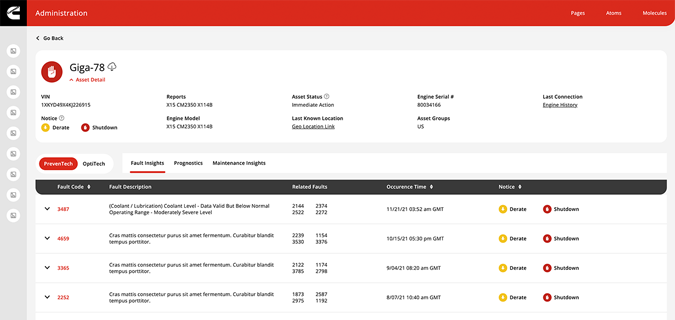 Administration
Pages
Atoms
Molecules
Go Back
Giga-78
Asset Detail
VIN
Reports
Asset Status
Engine Serial #
Last Connection
1XKYD49X4KJ226915
X15 CM2350 X114B
Immediate Action
80034166
Engine History
Notice
Engine Model
Last Known Location
Asset Groups
Derate
Shutdown
X15 CM2350 X114B
Geo Location Link
US
PrevenTech
OptiTech
Fault Insights
Prognostics
Maintenance Insights
Fault Code
Fault Description
Related Faults
Occurence Time
Notice
3487
(Coolant / Lubrication) Coolant Level - Data Valid But Below Normal
Operating Range - Moderately Severe Level
2144 2374
2522 2272
11/21/21 03:52 am GMT
Derate
Shutdown
4659
Cras mattis consectetur purus sit amet fermentum. Curabitur blandit
tempus porttitor.
2239 1154
3530 3376
10/15/21 05:30 pm GMT
Derate
Shutdown
3365
Cras mattis consectetur purus sit amet fermentum. Curabitur blandit
tempus porttitor.
2122 1174
3785 2798
9/04/21 08:20 am GMT
Derate
Shutdown
2252
Cras mattis consectetur purus sit amet fermentum. Curabitur blandit
tempus porttitor.
1873 2587
2975 1192
8/07/21 10:40 am GMT
Derate
Shutdown